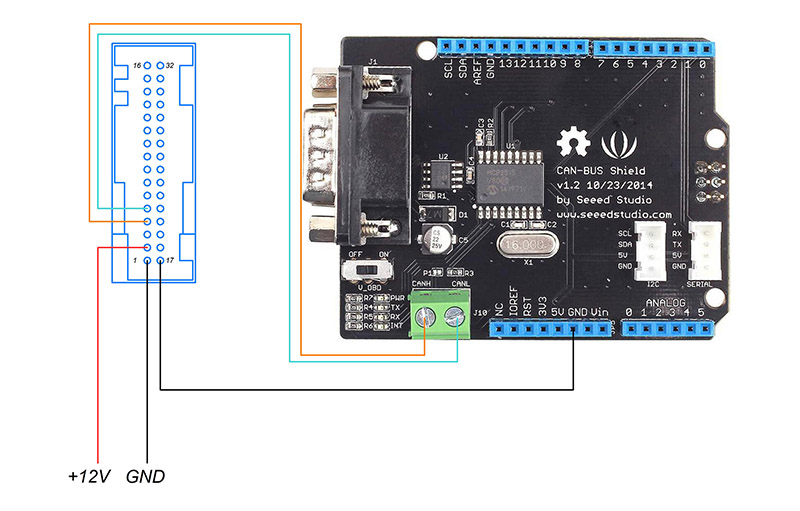 16 32
1 17
+12V GND
J1
SCL SDA AREF GND 13 12 11 10 9 8 7 6 5 4 3 2 1 0
C3 R2
U1
U2
C4
R1
MCP2515
D1
C5
C1 C2
16.000
X1
CAN-BUS Shield
v1.2 10/23/2014
by Seeed Studio
www.seeedstudio.com
SCL RX
SDA TX
5V 5V
GND GND
I2C SERIAL
OFF ON
V_OBD
P1 R3
CANH CANL
R7 PWR
R4 TX
R5 RX
R6 INT
J10
NC IOREF RST 3V3 5V GND Vin
ANALOG
0 1 2 3 4 5